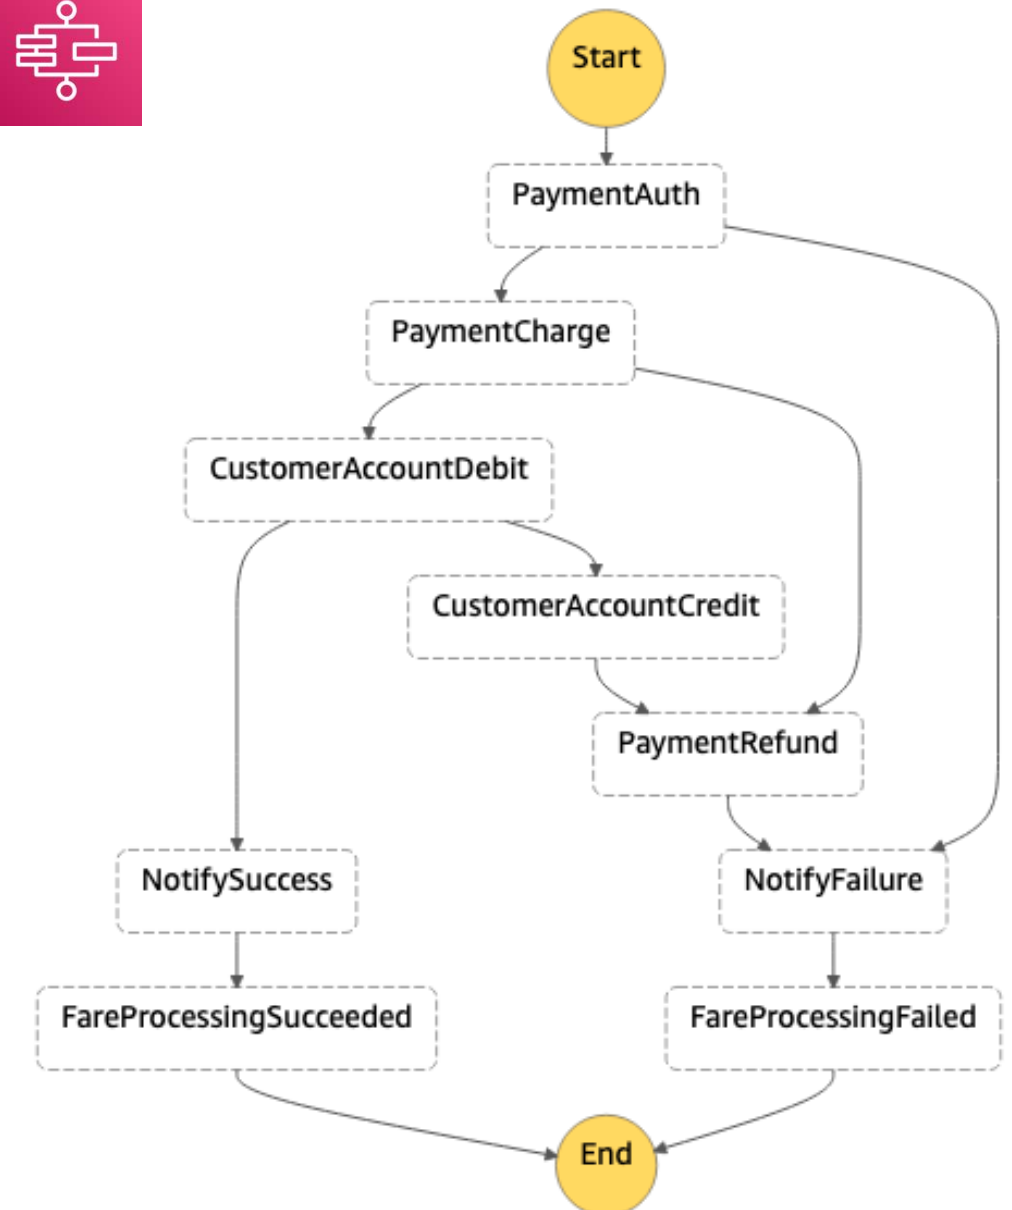 Start
PaymentAuth
PaymentCharge
CustomerAccountDebit
CustomerAccountCredit
PaymentRefund
NotifySuccess
NotifyFailure
FareProcessingSucceeded
FareProcessingFailed
End